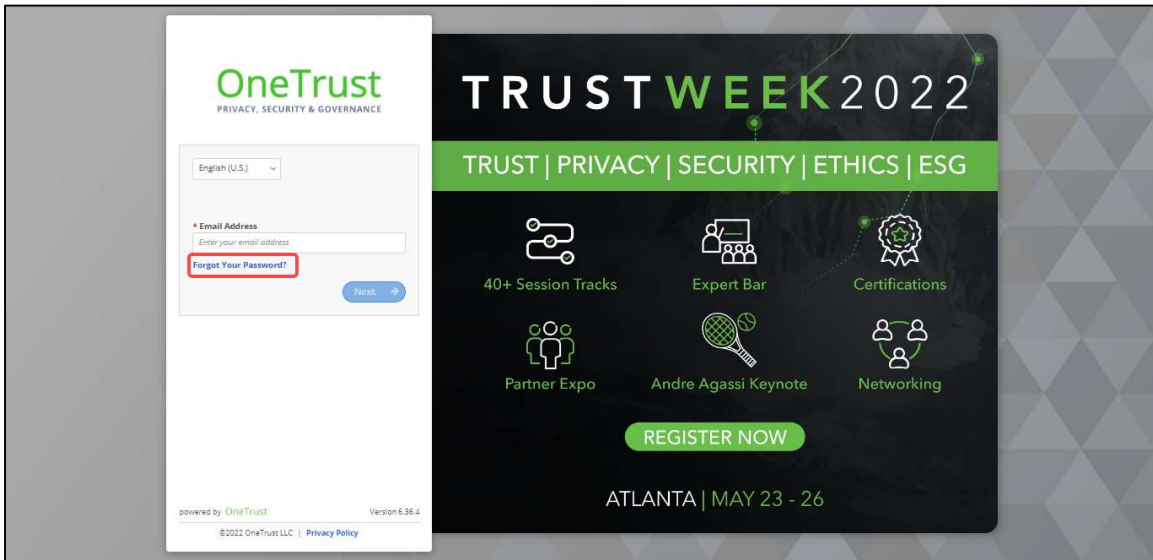 OneTrust
PRIVACY, SECURITY & GOVERNANCE
English (U.S.)
* Email Address
Enter your email address
Forgot Your Password?
Next
powered by OneTrust
Version 6.36.4
©2022 OneTrust LLC | Privacy Policy
TRUSTWEEK2022
TRUST | PRIVACY | SECURITY | ETHICS | ESG
40+ Session Tracks
Expert Bar
Certifications
Partner Expo
Andre Agassi Keynote
Networking
REGISTER NOW
ATLANTA | MAY 23 - 26